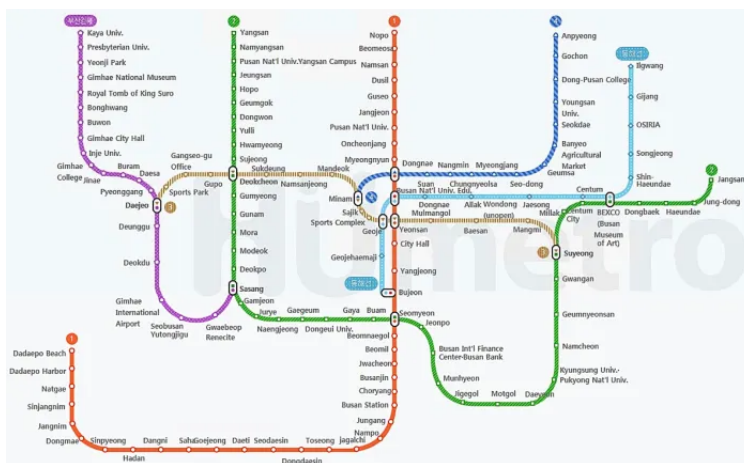 부산김해
Kaya Univ.
Presbyterian Univ.
Yeonji Park
Gimhae National Museum
Royal Tomb of King Suro
Bonghwang
Buwon
Gimhae City Hall
Inje Univ.
Gimhae
College
Jinae
Buram
Daesa
Pyeonggang
Daejeo
3
Deunggu
Deokdu
Gimhae
International
Airport
Seobusan
Yutongjigu
Gwaebeop
Renecite
2
Yangsan
Namyangsan
Pusan Nat'l Univ.Yangsan Campus
Jeungsan
Hopo
Geumgok
Dongwon
Yulli
Hwamyeong
Sujeong
Deokcheon
Gumyeong
Gunam
Mora
Modeok
Deokpo
Sasang
Gamjeon
Jurye
Naengjeong
Gaegeum
Dongeui Univ.
Gaya
Buam
Seomyeon
Jeonpo
Busan Int'l Finance
Center-Busan Bank
Munhyeon
Jigegol
Motgol
Daeyeon
Kyungsung Univ.·
Pukyong Nat'l Univ.
Namcheon
Geumnyeonsan
Gwangan
Suyeong
3
Millak
Centum
City
BEXCO
(Busan
Museum
of Art)
Dongbaek
Haeundae
Jung-dong
Jangsan
2
Gangseo-gu
Office
Sports Park
Gupo
Sukdeung
Namsanjeong
Mandeok
Minam
Sajik
Sports Complex
Geoje
Yeonsan
Mulmangol
Baesan
Mangmi
1
Nopo
Beomeosa
Namsan
Dusil
Guseo
Jangjeon
Pusan Nat'l Univ.
Oncheonjang
Myeongnyun
Dongnae
Nangmin
Myeongjang
Seo-dong
Chungnyeolsa
Suan
Geumsa
Banyeo
Agricultural
Market
Seokdae
Youngsan
Univ.
Dong-Pusan College
Gochon
Anpyeong
동해선
Ilgwang
Gijang
OSIRIA
Songjeong
Shin-
Haeundae
Centum
Jaesong
Wondong
(unopen)
Allak
Dongnae
Busan Nat'l Univ. Edu.
City Hall
Geojehaemaji
Yangjeong
동해선
Bujeon
Beomnaegol
Beomil
Jwacheon
Busanjin
Choryang
Busan Station
Jungang
Nampo
jagalchi
Toseong
Dongdaesin
Seodaesin
Daeti
Goejeong
Saha
Dangni
Hadan
Sinpyeong
Dongmae
Jangnim
Sinjangnim
Natgae
Dadaepo Harbor
Dadaepo Beach
1
Humetro